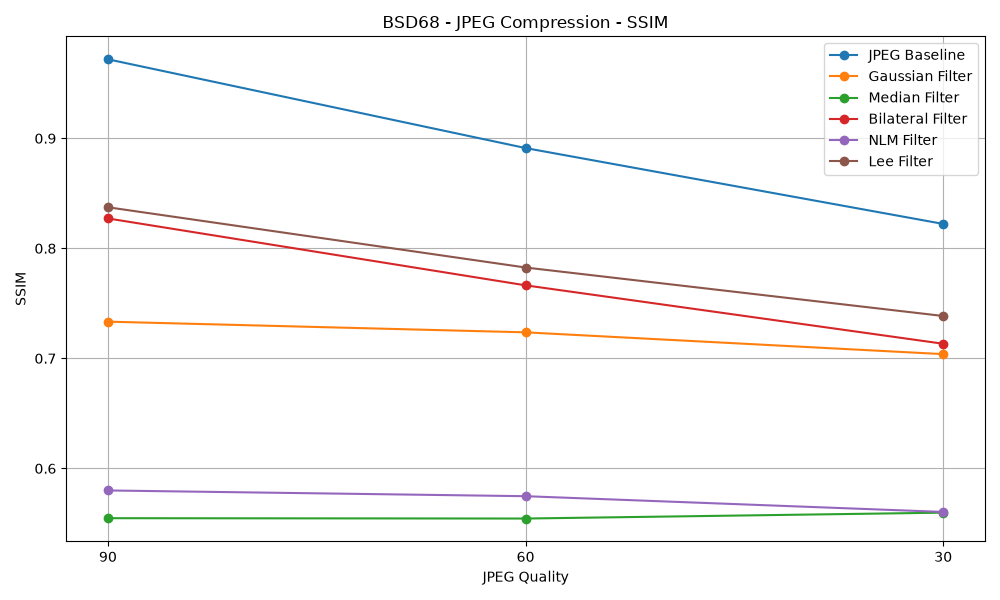 BSD68 - JPEG Compression - SSIM
JPEG Baseline
Gaussian Filter
Median Filter
Bilateral Filter
NLM Filter
Lee Filter
0.9
0.8
0.7
0.6
SSIM
90
60
30
JPEG Quality